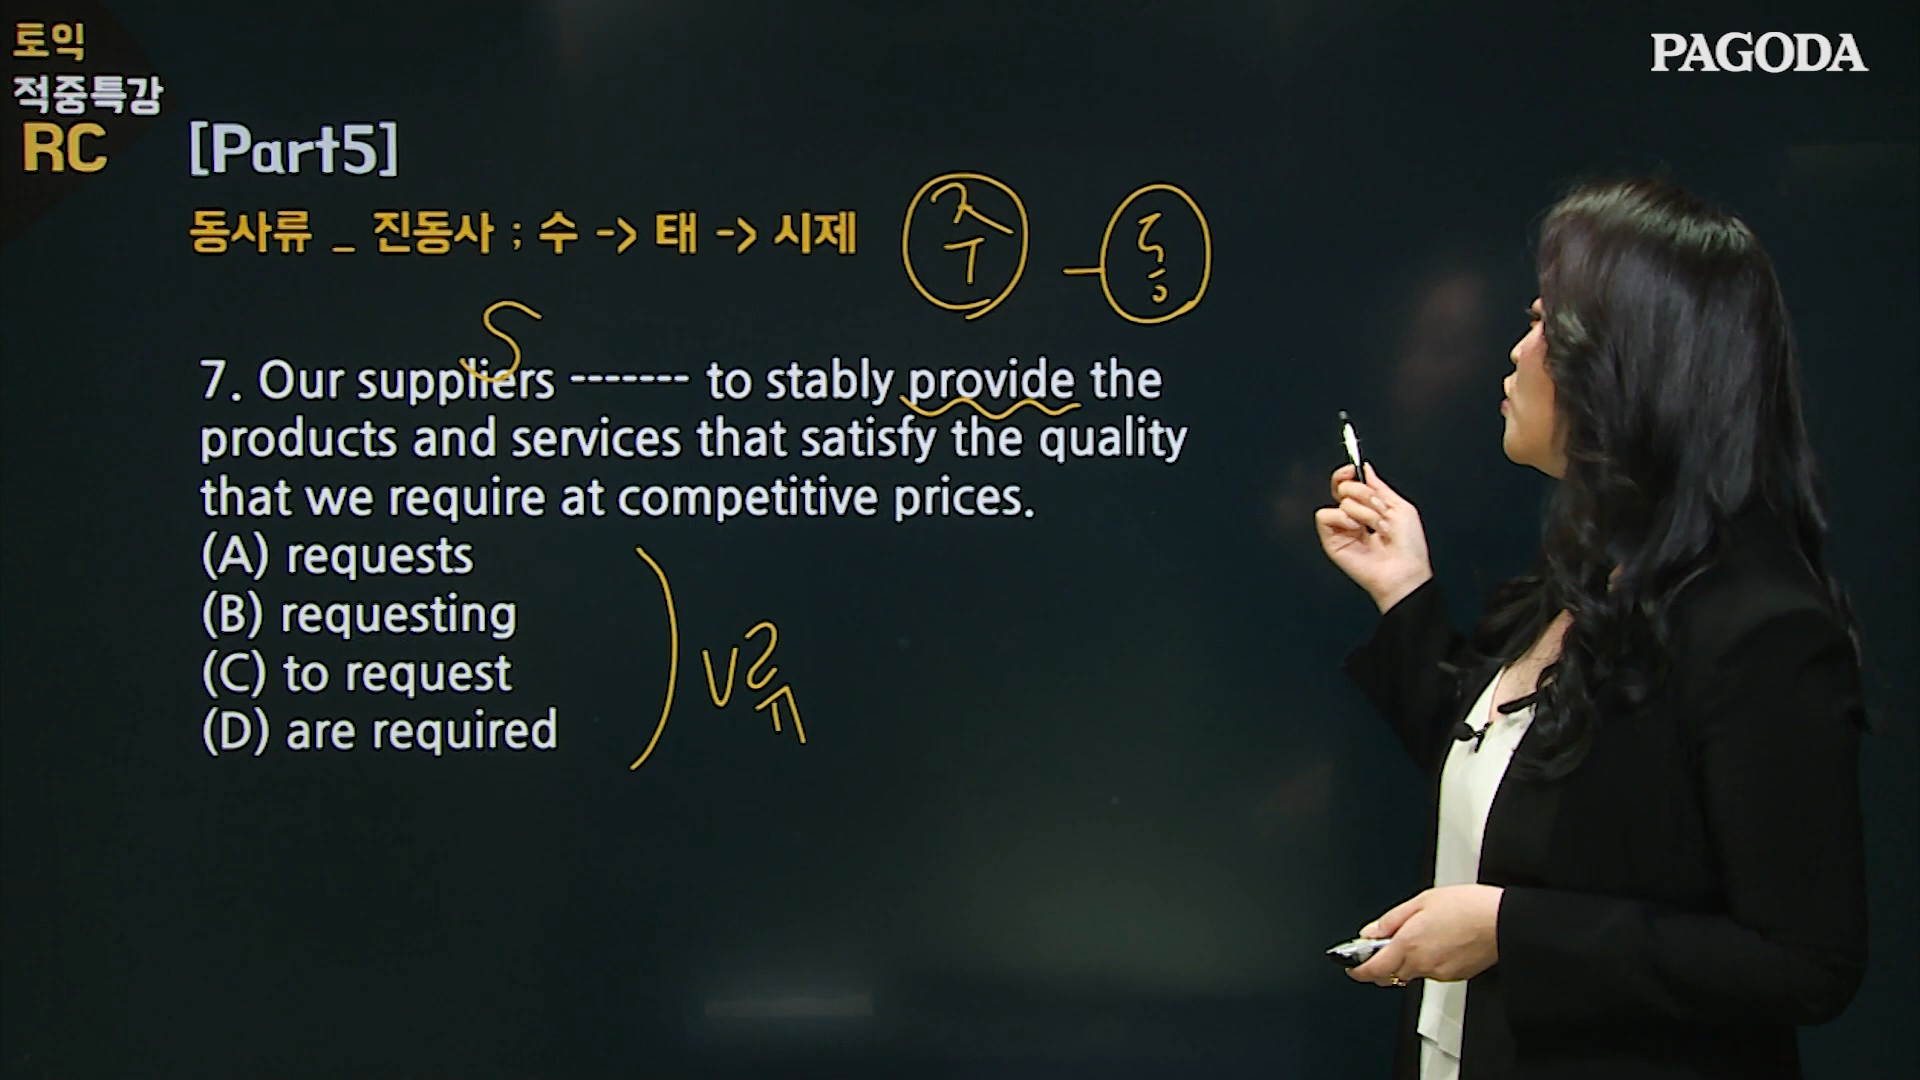 토익
적중특강
RC
PAGODA
[Part5]
동사류 _ 진동사 ; 수 -> 태 -> 시제
주 - 동
S
7. Our suppliers ------- to stably provide the
products and services that satisfy the quality
that we require at competitive prices.
(A) requests
(B) requesting
(C) to request
(D) are required
V류